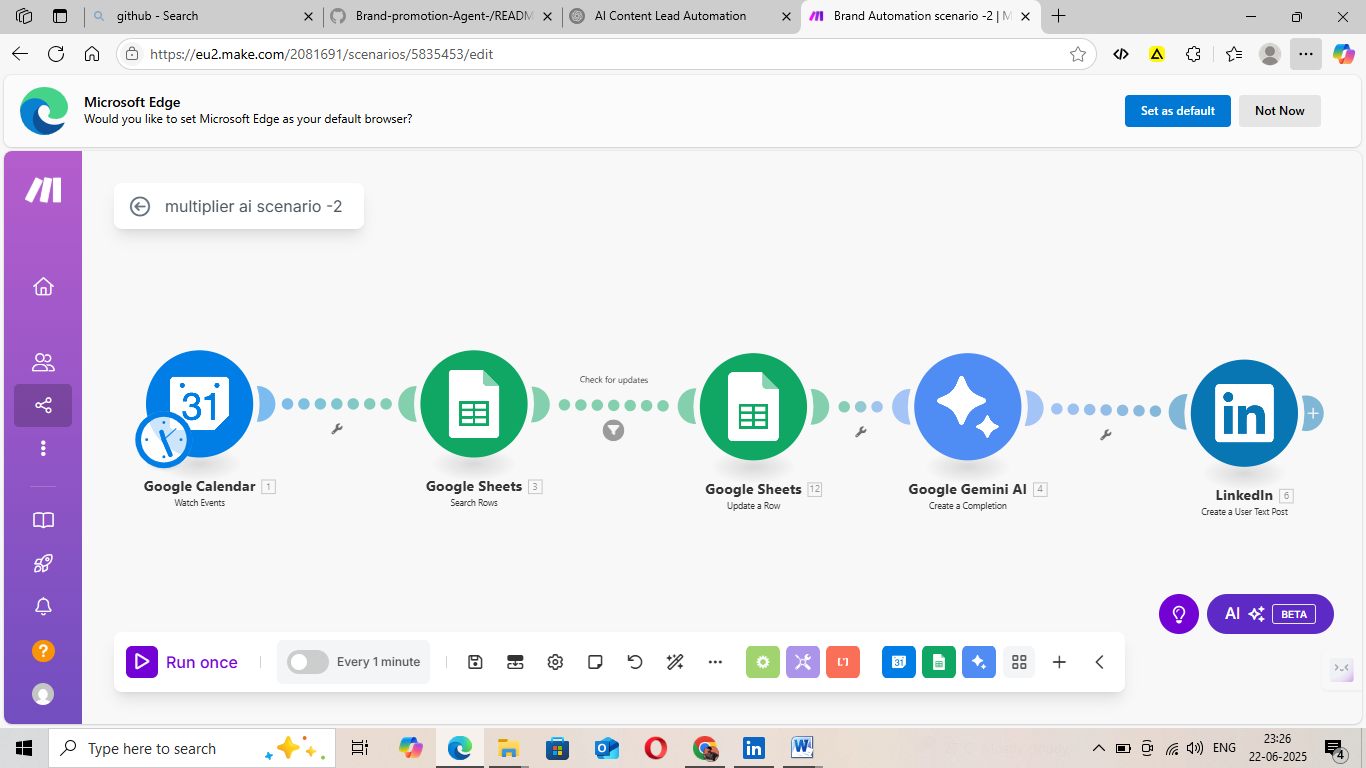 github - Search
Brand-promotion-Agent-/READM
AI Content Lead Automation
Brand Automation scenario -2 | M
https://eu2.make.com/2081691/scenarios/5835453/edit
Microsoft Edge
Would you like to set Microsoft Edge as your default browser?
Set as default
Not Now
multiplier ai scenario -2
31
Google Calendar 1
Watch Events
Google Sheets 3
Search Rows
Check for updates
Google Sheets 12
Update a Row
Google Gemini AI 4
Create a Completion
in
LinkedIn 6
Create a User Text Post
AI BETA
Run once
Every 1 minute
31
?
Type here to search
in
W
ENG
23:26
22-06-2025
4